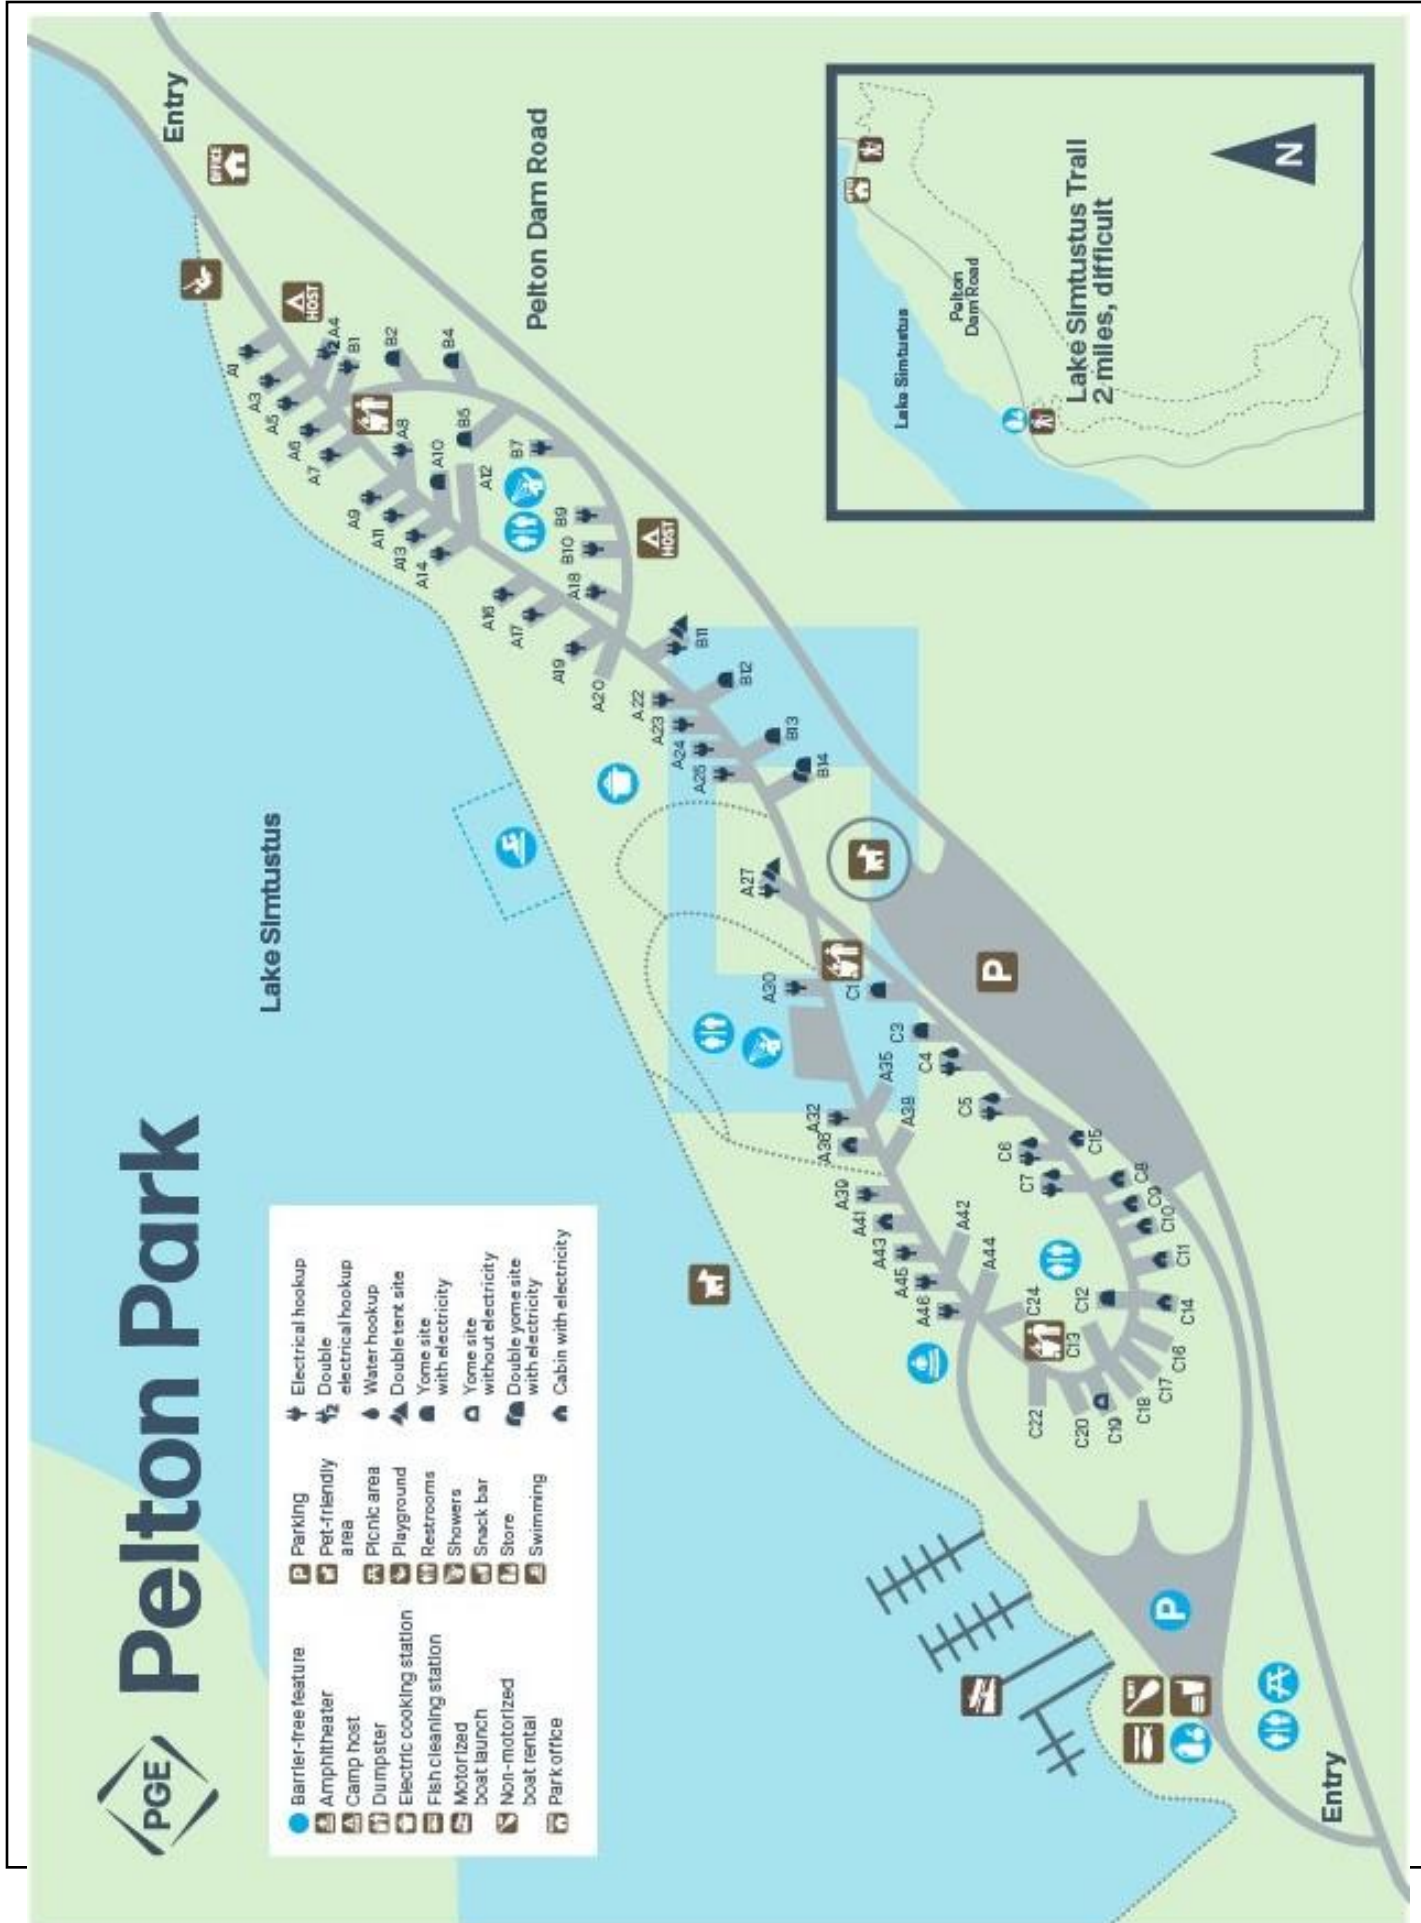 PGE
Pelton Park
Barrier-free feature
Amphitheater
Camp host
Dumpster
Electric cooking station
Fish cleaning station
Motorized
boat launch
Non-motorized
boat rental
Park office
P Parking
Pet-friendly
area
Picnic area
Playground
Restrooms
Showers
Snack bar
Store
Swimming
Electrical hookup
12 Double
electrical hookup
Water hookup
Double tent site
Yome site
with electricity
Yome site
without electricity
Double yome site
with electricity
Cabin with electricity
Lake Simtustus
Entry
OFFICE
HOST
Pelton Dam Road
A1
A3
A5
A6
A7
A9
A11
A13
A14
A16
A17
A19
A20
A22
A23
A24
A25
A27
A30
A32
A36
A39
A41
A43
A45
A46
12
A4
B1
B2
B4
B5
B7
A8
A10
A12
B9
B10
A18
HOST
B11
B12
B13
B14
P
C1
C3
C4
C5
C6
C7
A35
A38
A42
A44
C15
C8
C9
C10
C11
C12
C14
C24
C13
C16
C17
C18
C19
C20
C22
P
Entry
Lake Simtustus
Pelton
Dam Road
Lake Simtustus Trail
2 miles, difficult
N